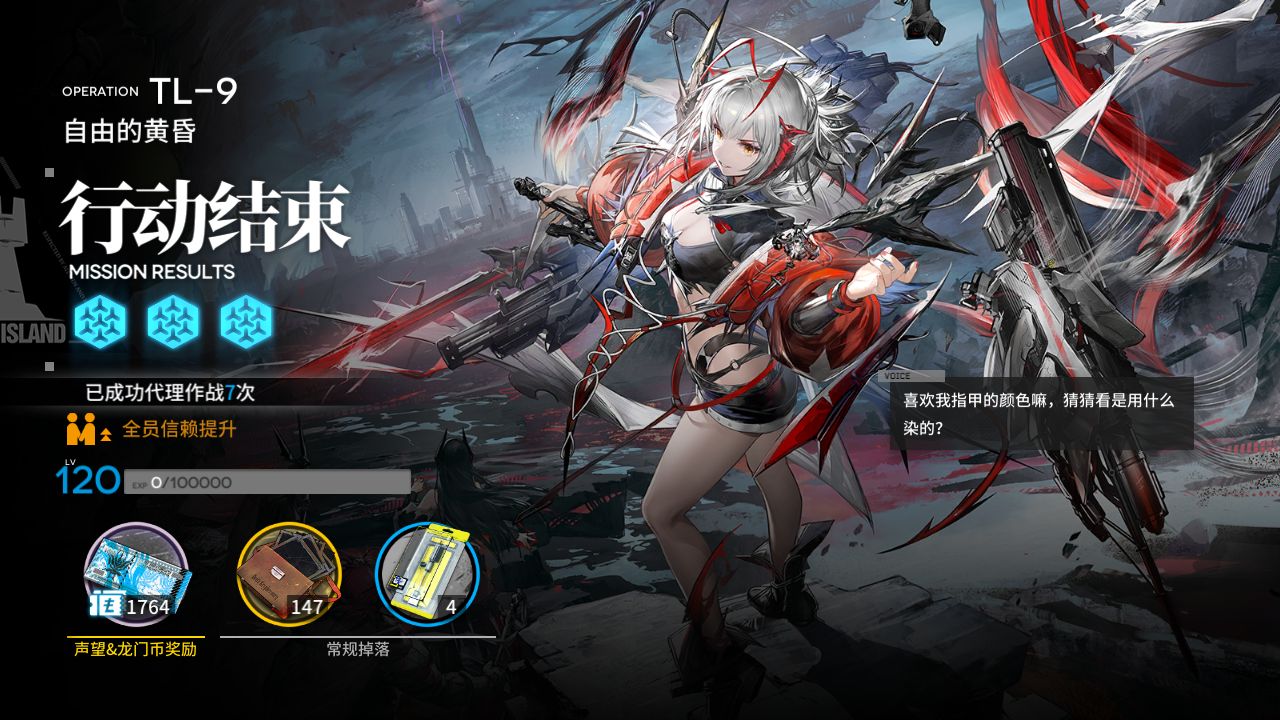 OPERATION TL-9
自由的黄昏
行动结束
MISSION RESULTS
ISLAND
已成功代理作战7次
全员信赖提升
LV
120
EXP 0/100000
VOICE
喜欢我指甲的颜色嘛，猜猜看是用什么
染的？
1764
147
4
声望&龙门币奖励
常规掉落